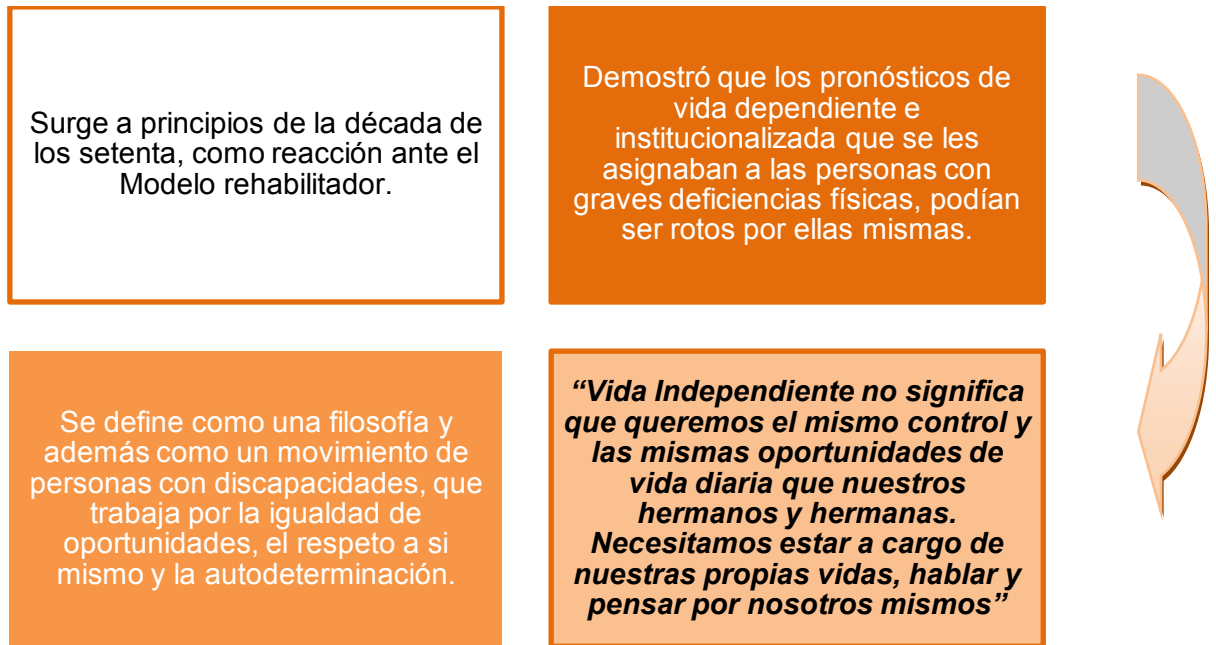 Surge a principios de la década de
los setenta, como reacción ante el
Modelo rehabilitador.
Demostró que los pronósticos de
vida dependiente e
institucionalizada que se les
asignaban a las personas con
graves deficiencias físicas, podían
ser rotos por ellas mismas.
Se define como una filosofía y
además como un movimiento de
personas con discapacidades, que
trabaja por la igualdad de
oportunidades, el respeto a si
mismo y la autodeterminación.
“Vida Independiente no significa
que queremos el mismo control y
las mismas oportunidades de
vida diaria que nuestros
hermanos y hermanas.
Necesitamos estar a cargo de
nuestras propias vidas, hablar y
pensar por nosotros mismos”